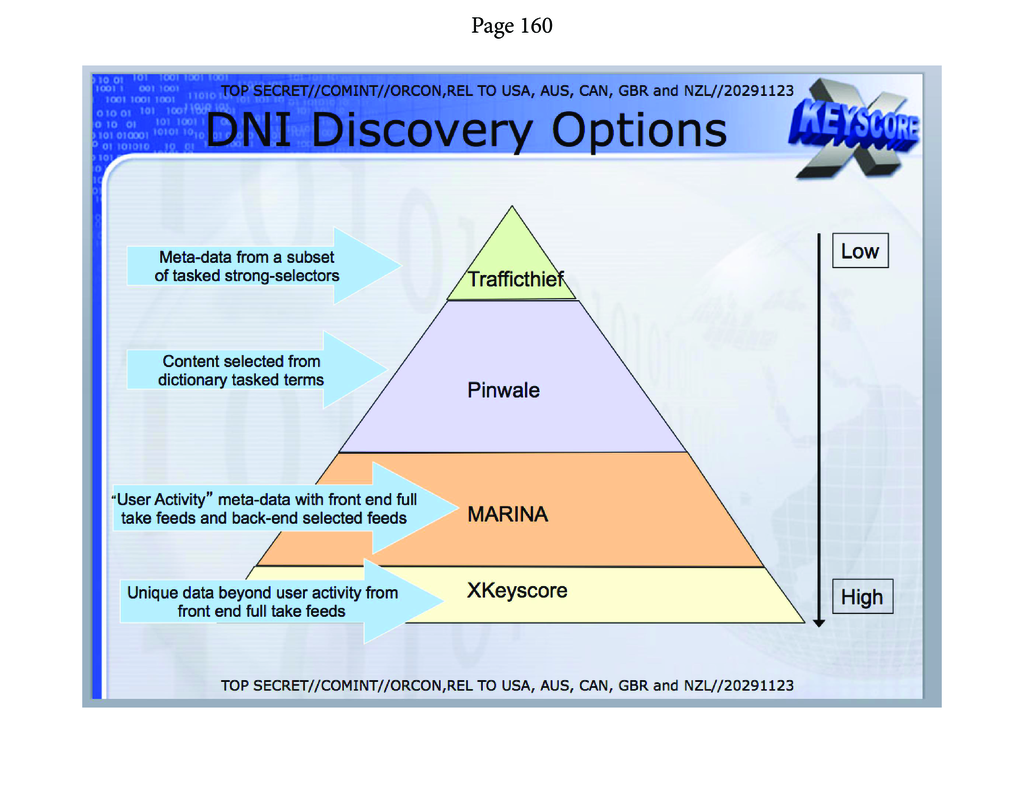 Page 160
TOP SECRET//COMINT//ORCON,REL TO USA, AUS, CAN, GBR and NZL//20291123
DNI Discovery Options
X
KEYSCORE
Meta-data from a subset
of tasked strong-selectors
Trafficthief
Low
Content selected from
dictionary tasked terms
Pinwale
“User Activity” meta-data with front end full
take feeds and back-end selected feeds
MARINA
Unique data beyond user activity from
front end full take feeds
XKeyscore
High
TOP SECRET//COMINT//ORCON,REL TO USA, AUS, CAN, GBR and NZL//20291123